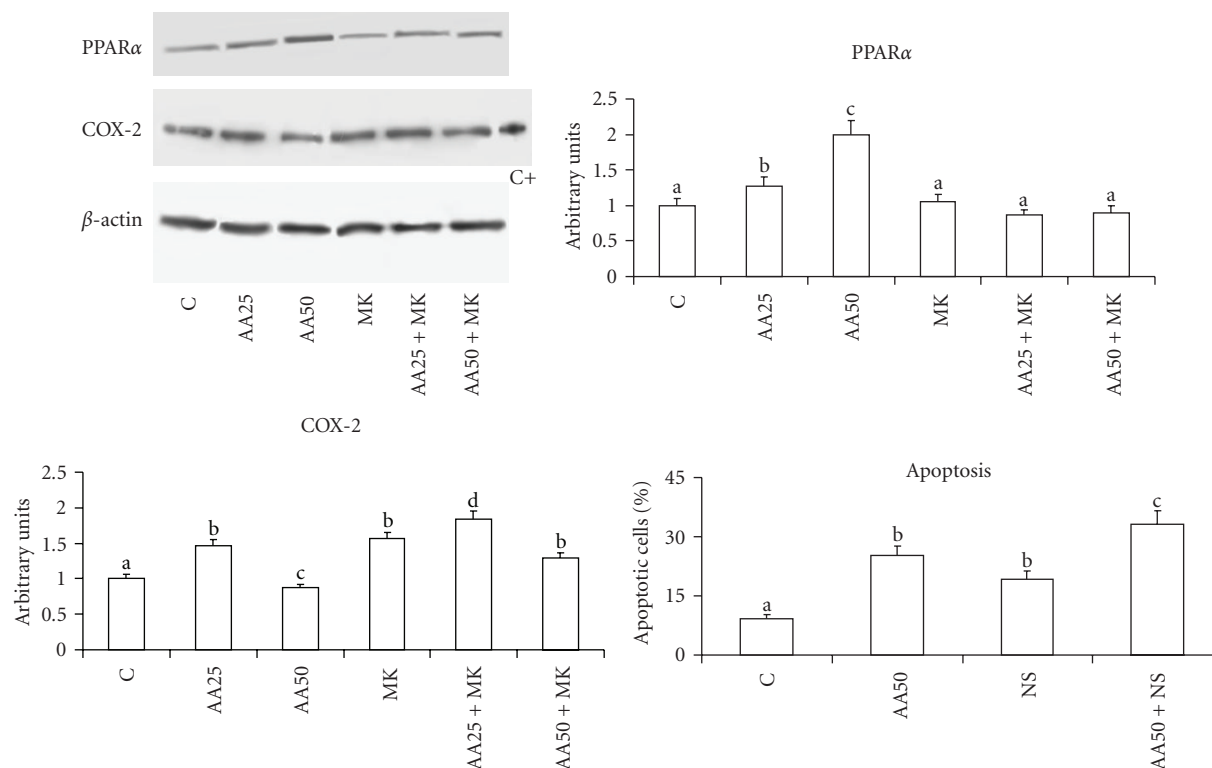 PPARα
COX-2
C+
β-actin
C
AA25
AA50
MK
AA25 + MK
AA50 + MK
PPARα
Arbitrary units
2.5
2
1.5
1
0.5
0
a
b
c
a
a
a
C
AA25
AA50
MK
AA25 + MK
AA50 + MK
COX-2
Arbitrary units
2.5
2
1.5
1
0.5
0
a
b
c
b
d
b
C
AA25
AA50
MK
AA25 + MK
AA50 + MK
Apoptosis
Apoptotic cells (%)
45
30
15
0
a
b
b
c
C
AA50
NS
AA50 + NS